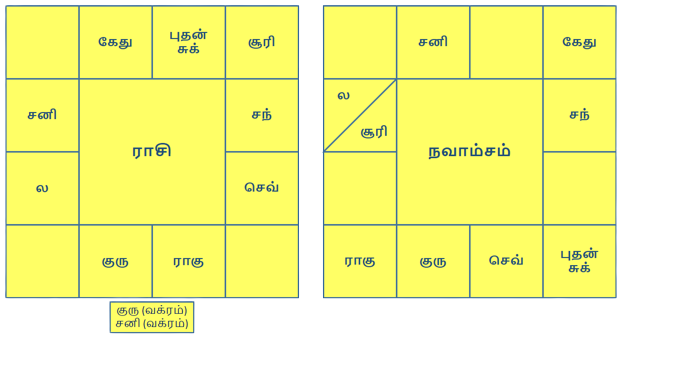 கேது
புதன்
சுக்
சூரி
சனி
சந்
ராசி
ல
செவ்
குரு
ராகு
குரு (வக்ரம்)
சனி (வக்ரம்)
சனி
கேது
ல
சூரி
சந்
நவாம்சம்
ராகு
குரு
செவ்
புதன்
சுக்